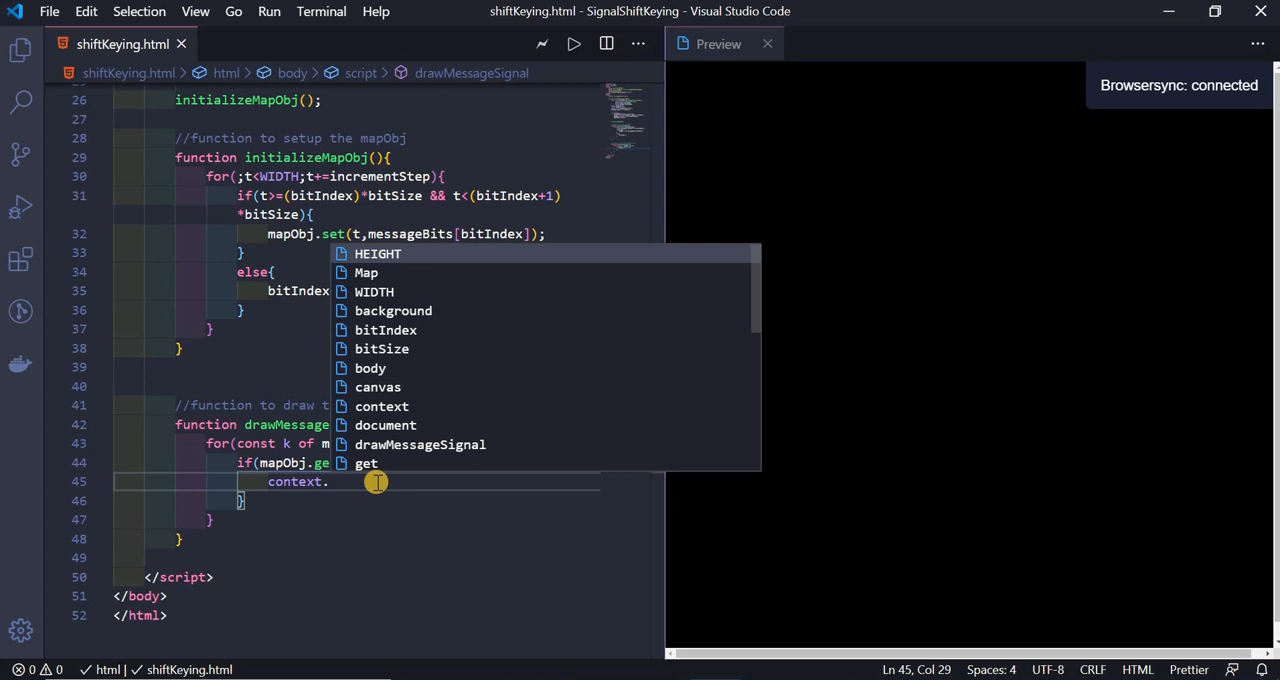 File Edit Selection View Go Run Terminal Help
shiftKeying.html - SignalShiftKeying - Visual Studio Code
shiftKeying.html
Preview
shiftKeying.html > html > body > script > drawMessageSignal
Browsersync: connected
26 initializeMapObj();
27
28 //function to setup the mapObj
29 function initializeMapObj(){
30 for(;t<WIDTH;t+=incrementStep){
31 if(t>=(bitIndex)*bitSize && t<(bitIndex+1)
*bitSize){
32 mapObj.set(t,messageBits[bitIndex]);
33 }
34 else{
35 bitIndex
36 }
37 }
38 }
39
40
41 //function to draw t
42 function drawMessage
43 for(const k of m
44 if(mapObj.ge
45 context.
46 }
47 }
48 }
49
50 </script>
51 </body>
52 </html>
HEIGHT
Map
WIDTH
background
bitIndex
bitSize
body
canvas
context
document
drawMessageSignal
get
0 0 html | shiftKeying.html
Ln 45, Col 29 Spaces: 4 UTF-8 CRLF HTML Prettier